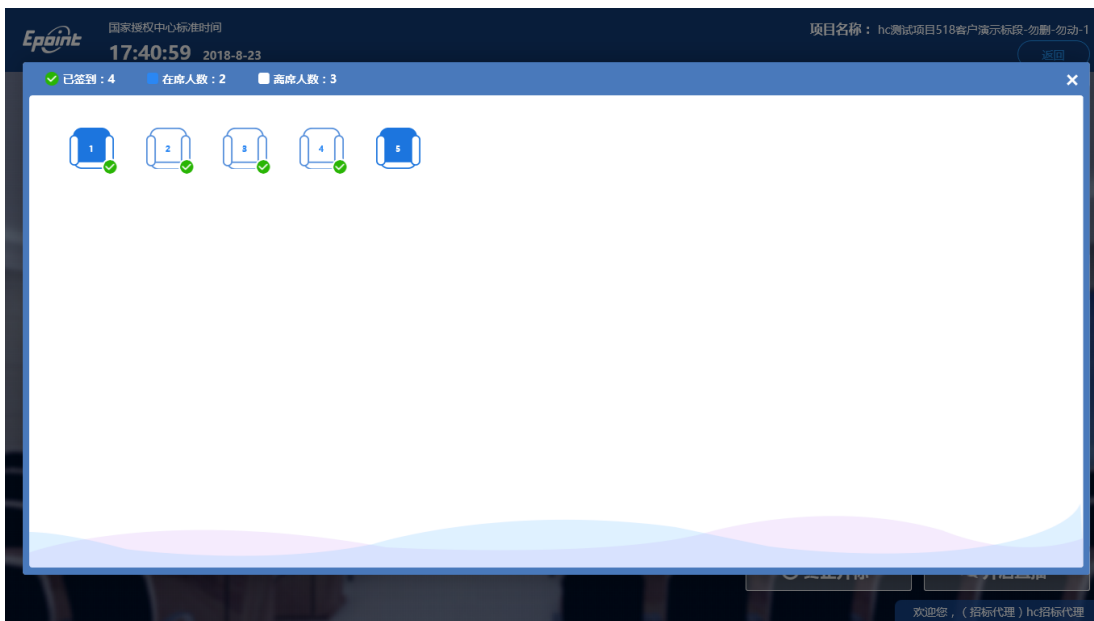 Epoint
国家授权中心标准时间
17:40:59 2018-8-23
项目名称： hc测试项目518客户演示标段-勿删-勿动-1
返回
已签到：4 在席人数：2 离席人数：3
1 2 3 4 5
欢迎您，（招标代理）hc招标代理